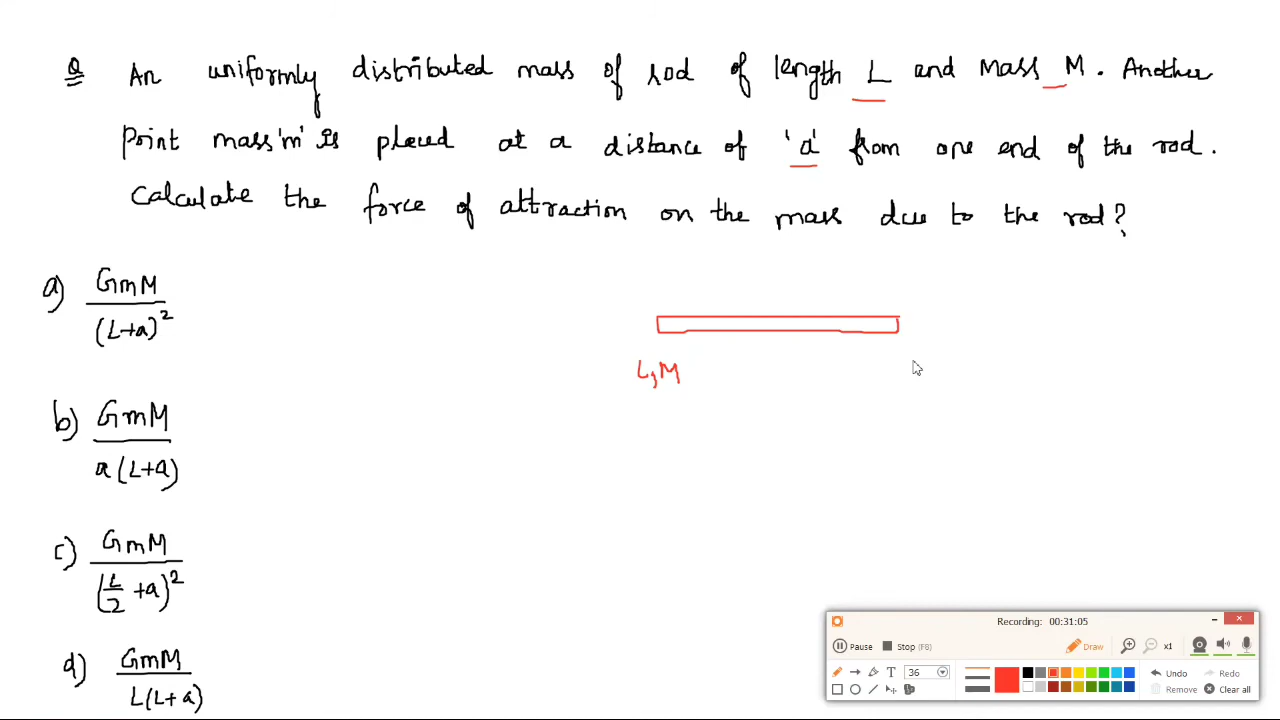 Q An uniformly distributed mass of rod of length L and Mass M. Another
Point mass 'm' is placed at a distance of 'a' from one end of the rod.
Calculate the force of attraction on the mass due to the rod?
a) GmM
(L+a)²
L,M
b) GmM
a(L+a)
c) GmM
(L/2 +a)²
d) GmM
L(L+a)
Recording: 00:31:05
Pause Stop (F8) Draw x1
T 36 Undo Redo
Remove Clear all